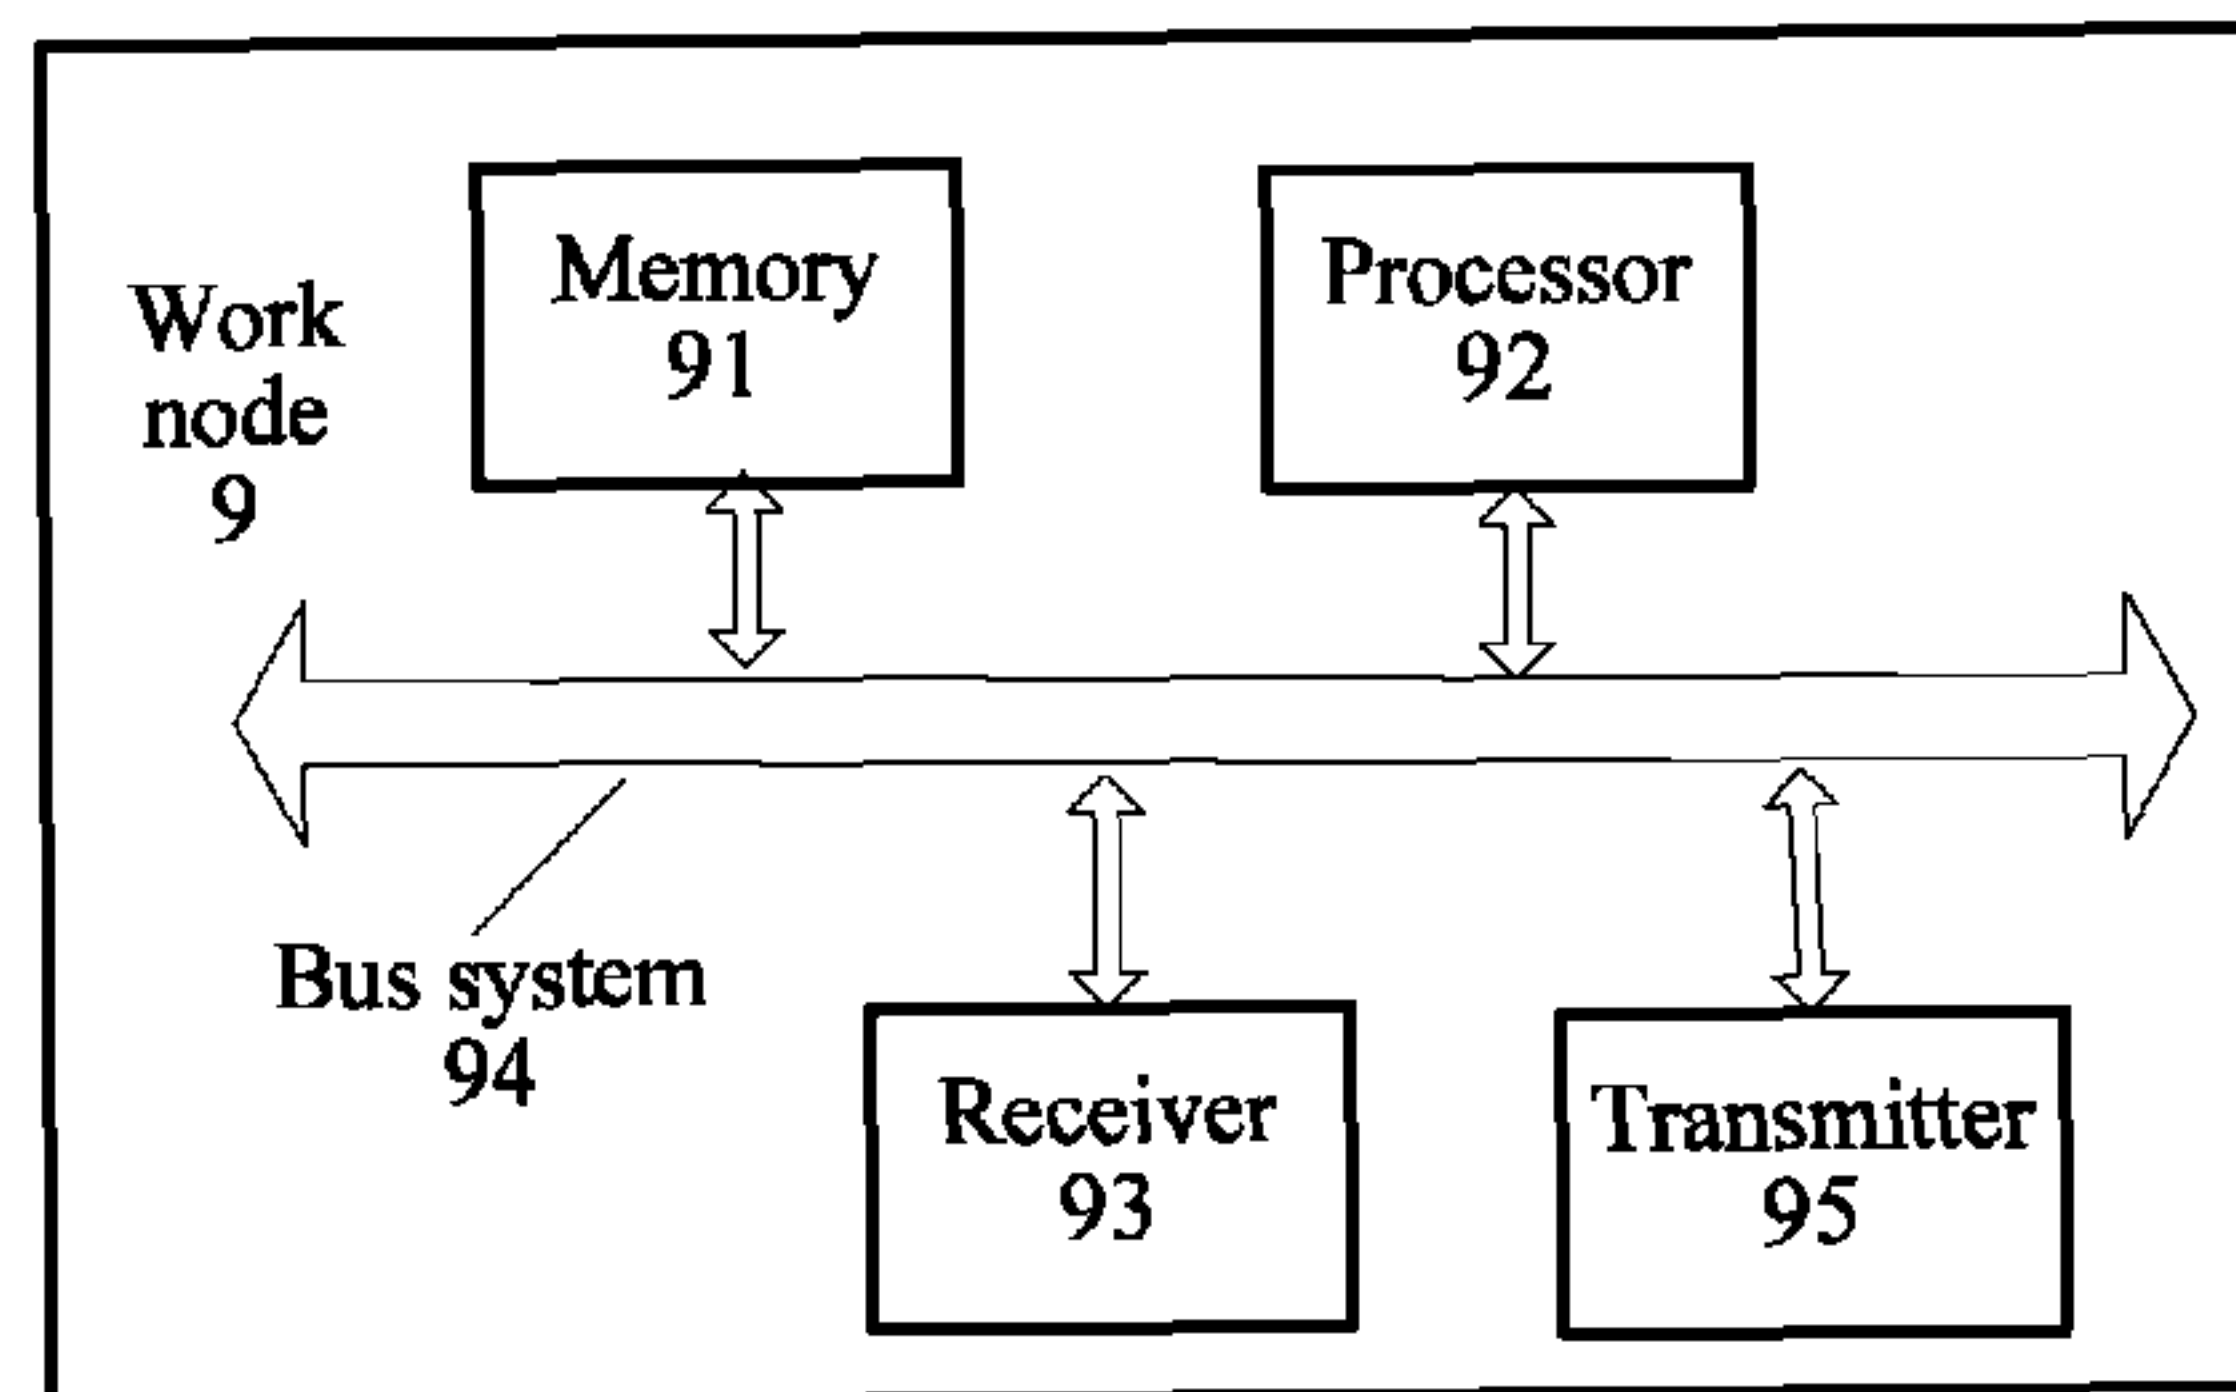 Work
node
9
Memory
91
Processor
92
Bus system
94
Receiver
93
Transmitter
95